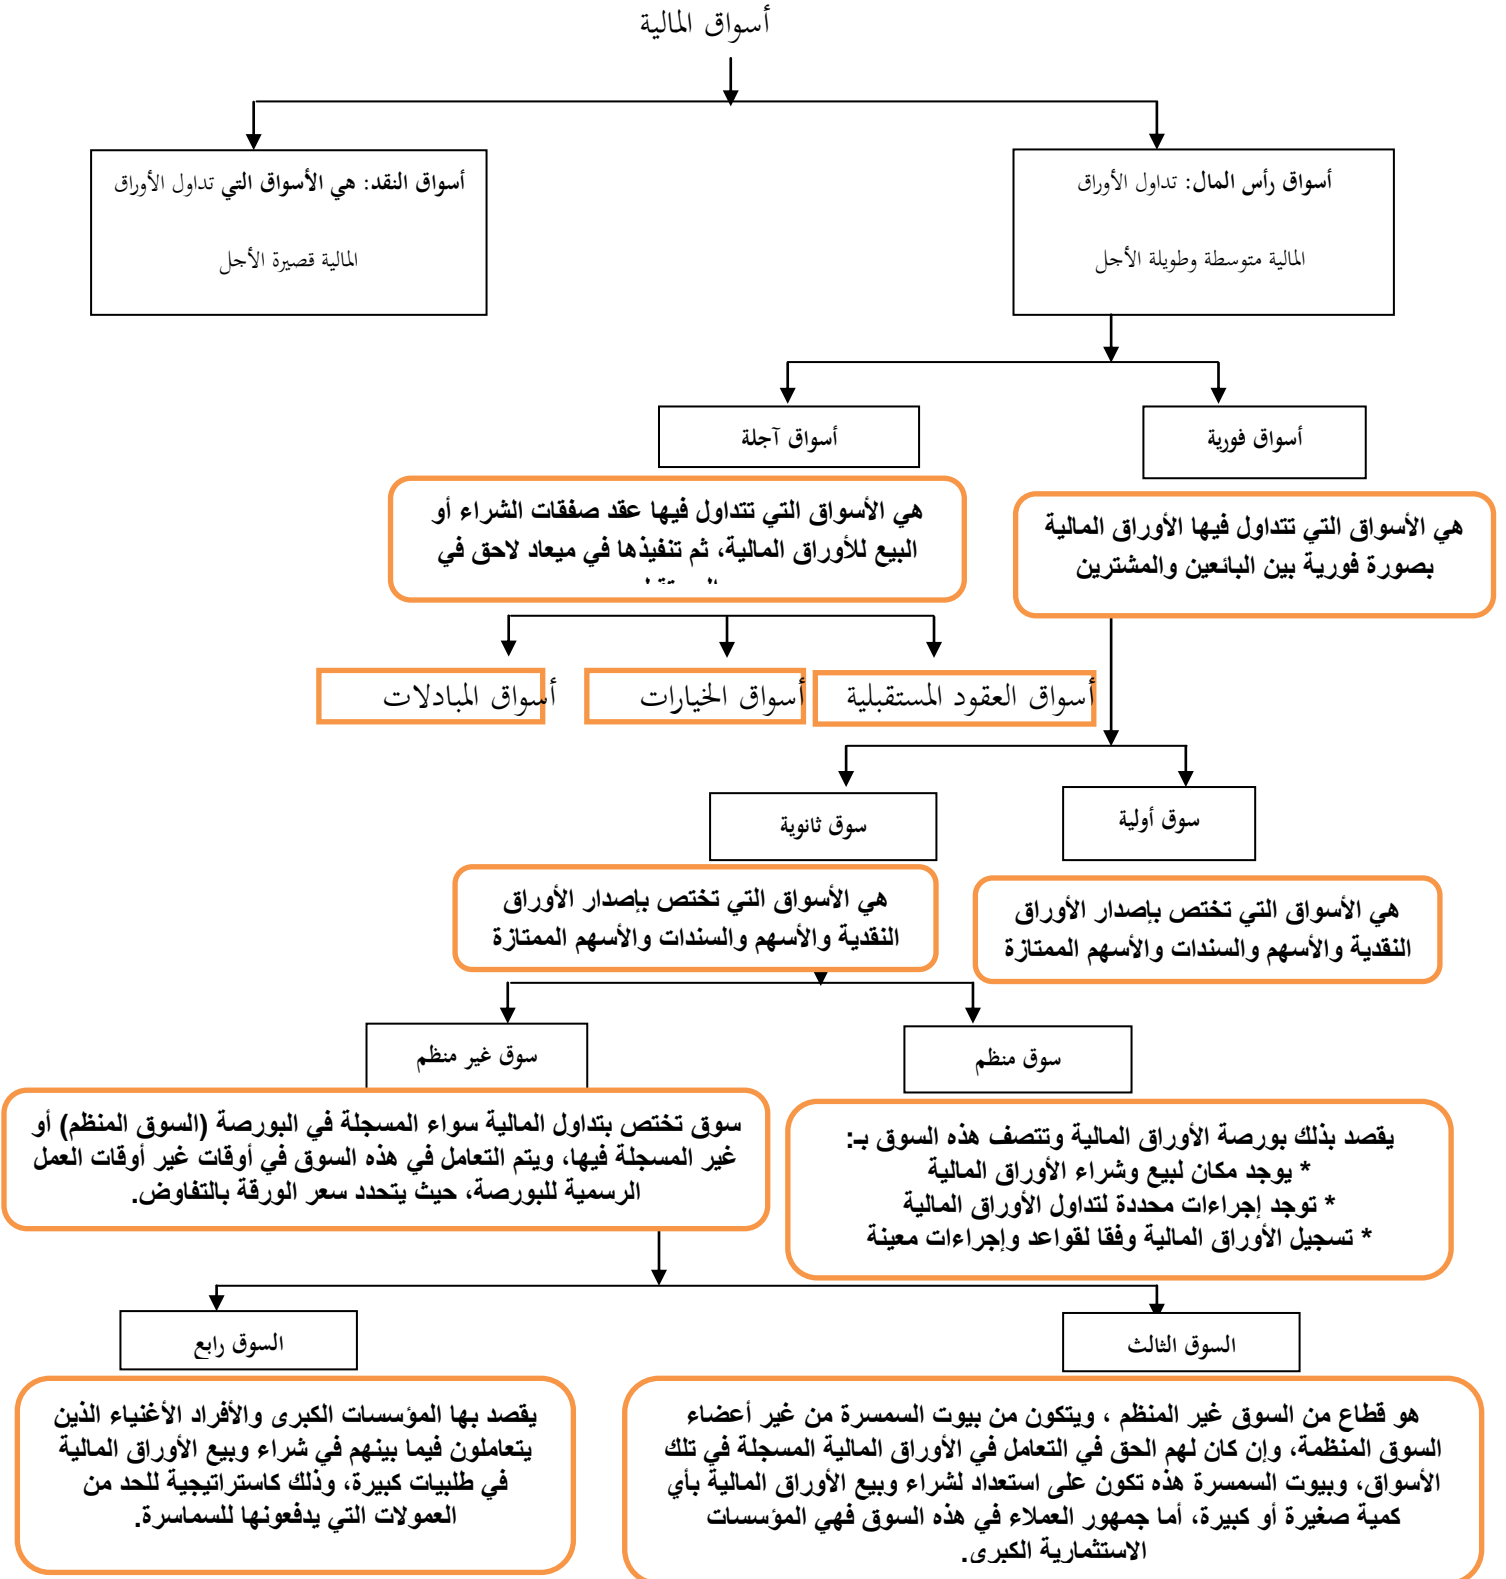 أسواق المالية
أسواق رأس المال: تداول الأوراق
المالية متوسطة وطويلة الأجل
أسواق النقد: هي الأسواق التي تداول الأوراق
المالية قصيرة الأجل
أسواق فورية
أسواق آجلة
هي الأسواق التي تتداول فيها الأوراق المالية
بصورة فورية بين البائعين والمشترين
هي الأسواق التي تتداول فيها عقد صفقات الشراء أو
البيع للأوراق المالية، ثم تنفيذها في ميعاد لاحق في
أسواق العقود المستقبلية
أسواق الخيارات
أسواق المبادلات
سوق أولية
سوق ثانوية
هي الأسواق التي تختص بإصدار الأوراق
النقدية والأسهم والسندات والأسهم الممتازة
هي الأسواق التي تختص بإصدار الأوراق
النقدية والأسهم والسندات والأسهم الممتازة
سوق منظم
سوق غير منظم
يقصد بذلك بورصة الأوراق المالية وتتصف هذه السوق بـ:
* يوجد مكان لبيع وشراء الأوراق المالية
* توجد إجراءات محددة لتداول الأوراق المالية
* تسجيل الأوراق المالية وفقا لقواعد وإجراءات معينة
سوق تختص بتداول المالية سواء المسجلة في البورصة (السوق المنظم) أو
غير المسجلة فيها، ويتم التعامل في هذه السوق في أوقات غير أوقات العمل
الرسمية للبورصة، حيث يتحدد سعر الورقة بالتفاوض.
السوق الثالث
السوق رابع
هو قطاع من السوق غير المنظم ، ويتكون من بيوت السمسرة من غير أعضاء
السوق المنظمة، وإن كان لهم الحق في التعامل في الأوراق المالية المسجلة في تلك
الأسواق، وبيوت السمسرة هذه تكون على استعداد لشراء وبيع الأوراق المالية بأي
كمية صغيرة أو كبيرة، أما جمهور العملاء في هذه السوق فهي المؤسسات
الاستثمارية الكبرى.
يقصد بها المؤسسات الكبرى والأفراد الأغنياء الذين
يتعاملون فيما بينهم في شراء وبيع الأوراق المالية
في طلبيات كبيرة، وذلك كاستراتيجية للحد من
العمولات التي يدفعونها للسماسرة.